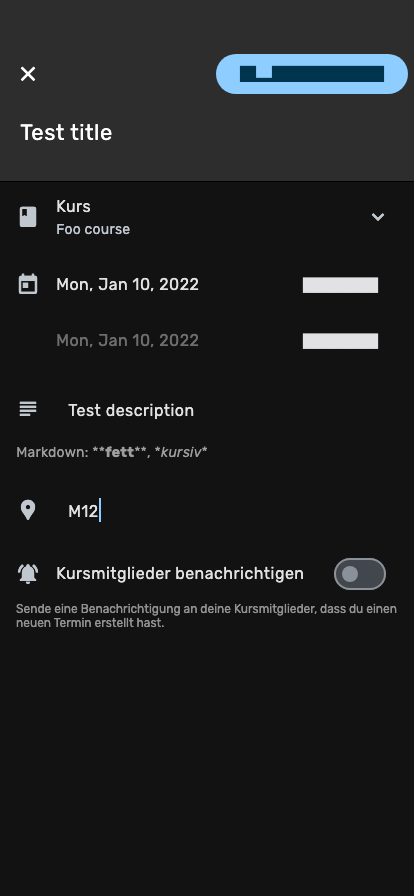 Test title
Kurs
Foo course
Mon, Jan 10, 2022
Mon, Jan 10, 2022
Test description
Markdown: **fett**, *kursiv*
M12
Kursmitglieder benachrichtigen
Sende eine Benachrichtigung an deine Kursmitglieder, dass du einen
neuen Termin erstellt hast.